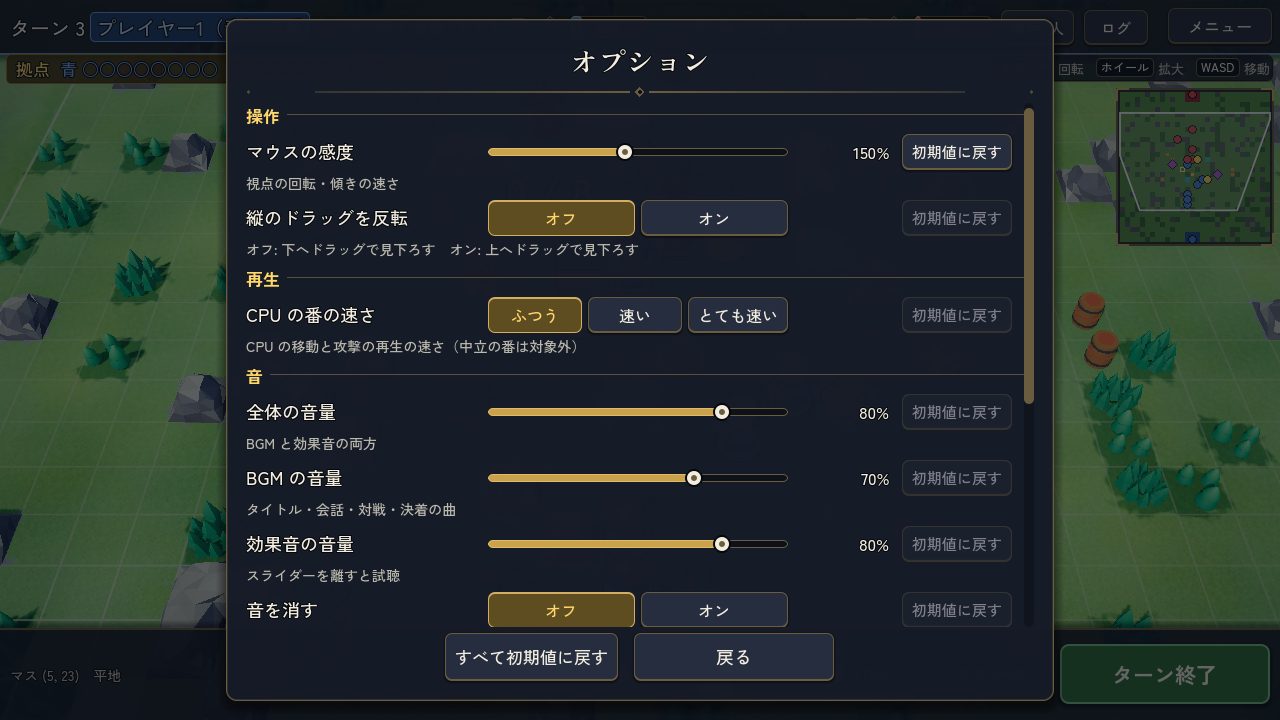 ターン 3
プレイヤー1
ログ
メニュー
拠点 青
回転 ホイール 拡大 WASD 移動
オプション
操作
マウスの感度 150% 初期値に戻す
視点の回転・傾きの速さ
縦のドラッグを反転 オフ オン 初期値に戻す
オフ: 下へドラッグで見下ろす オン: 上へドラッグで見下ろす
再生
CPU の番の速さ ふつう 速い とても速い 初期値に戻す
CPU の移動と攻撃の再生の速さ（中立の番は対象外）
音
全体の音量 80% 初期値に戻す
BGM と効果音の両方
BGM の音量 70% 初期値に戻す
タイトル・会話・対戦・決着の曲
効果音の音量 80% 初期値に戻す
スライダーを離すと試聴
音を消す オフ オン 初期値に戻す
すべて初期値に戻す 戻る
マス (5, 23) 平地
ターン終了